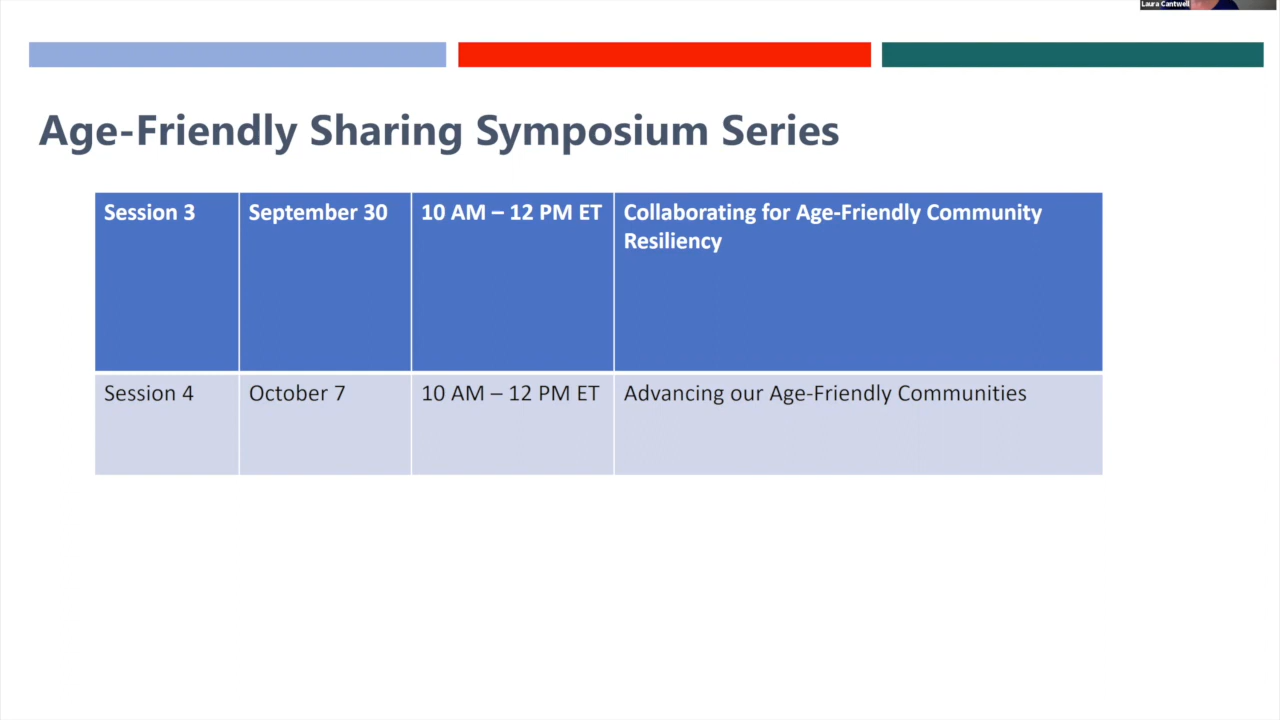 Laura Cantwell
Age-Friendly Sharing Symposium Series
Session 3 September 30 10 AM – 12 PM ET Collaborating for Age-Friendly Community
Resiliency
Session 4 October 7 10 AM – 12 PM ET Advancing our Age-Friendly Communities